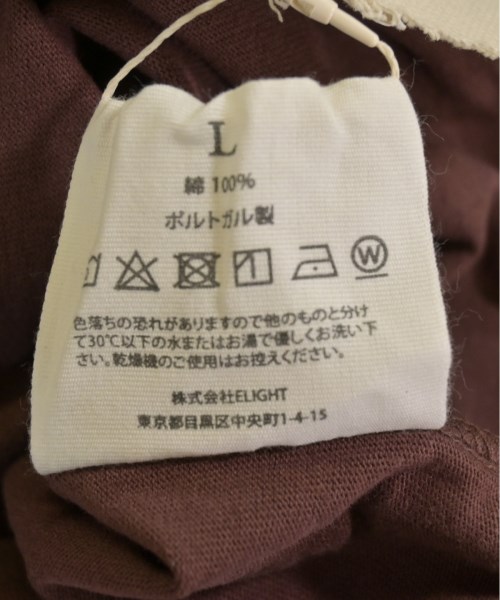 L
綿 100%
ポルトガル製
W
色落ちの恐れがありますので他のものと分け
て30℃以下の水またはお湯で優しくお洗い下
さい。乾燥機のご使用はお控えください。
株式会社ELIGHT
東京都目黒区中央町1-4-15